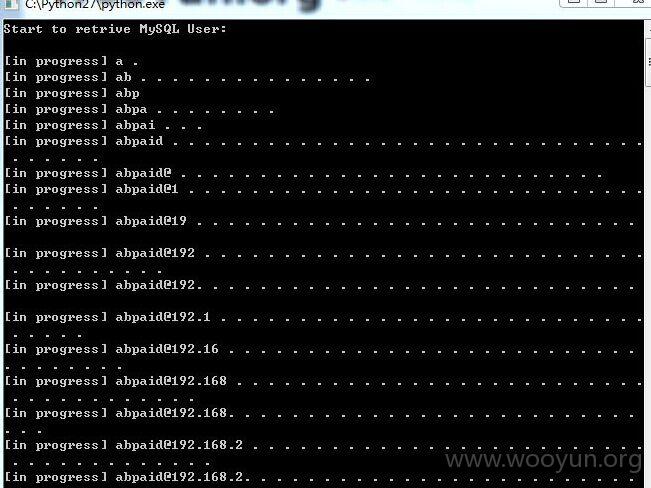 C:\Python27\python.exe
Start to retrive MySQL User:
[in progress] a .
[in progress] ab . . . . . . . . . . . . . . .
[in progress] abp
[in progress] abpa . . . . . . . .
[in progress] abpai . . .
[in progress] abpaid . . . . . . . . . . . . . . . . . . . . . . . . . . . . . .
. . . . . .
[in progress] abpaid@ . . . . . . . . . . . . . . . . . . . . . . . . . . . .
[in progress] abpaid@1 . . . . . . . . . . . . . . . . . . . . . . . . . . . . .
. . . . . .
[in progress] abpaid@19 . . . . . . . . . . . . . . . . . . . . . . . . . . . . .
[in progress] abpaid@192 . . . . . . . . . . . . . . . . . . . . . . . . . . . .
. . . . . . . . . .
[in progress] abpaid@192. . . . . . . . . . . . . . . . . . . . . . . . . . . . .
[in progress] abpaid@192.1 . . . . . . . . . . . . . . . . . . . . . . . . . . .
. . . . .
[in progress] abpaid@192.16 . . . . . . . . . . . . . . . . . . . . . . . . . . .
. . . . . . . .
[in progress] abpaid@192.168 . . . . . . . . . . . . . . . . . . . . . . . . . .
. . . . . . . . . . . .
[in progress] abpaid@192.168. . . . . . . . . . . . . . . . . . . . . . . . . . .
. . .
[in progress] abpaid@192.168.2 . . . . . . . . . . . . . . . . . . . . . . . . .
. . . . . . . . . . . . .
[in progress] abpaid@192.168.2. . . . . . . . . . . . . . . . . . . . . . . . . .
www.wooyun.org